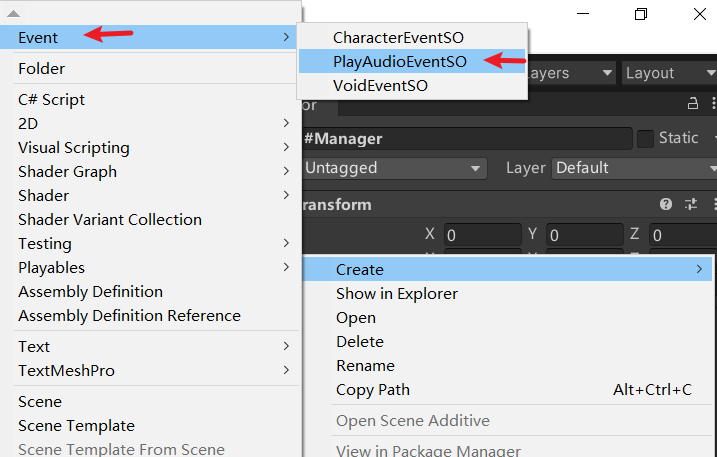 Event
Folder
C# Script
2D
Visual Scripting
Shader Graph
Shader
Shader Variant Collection
Testing
Playables
Assembly Definition
Assembly Definition Reference
Text
TextMeshPro
Scene
Scene Template
Scene Template From Scene
CharacterEventSO
PlayAudioEventSO
VoidEventSO
ayers
Layout
or
#Manager
Static
Untagged
Layer Default
ransform
X 0 Y 0 Z 0
Create
Show in Explorer
Open
Delete
Rename
Copy Path Alt+Ctrl+C
Open Scene Additive
View in Package Manager